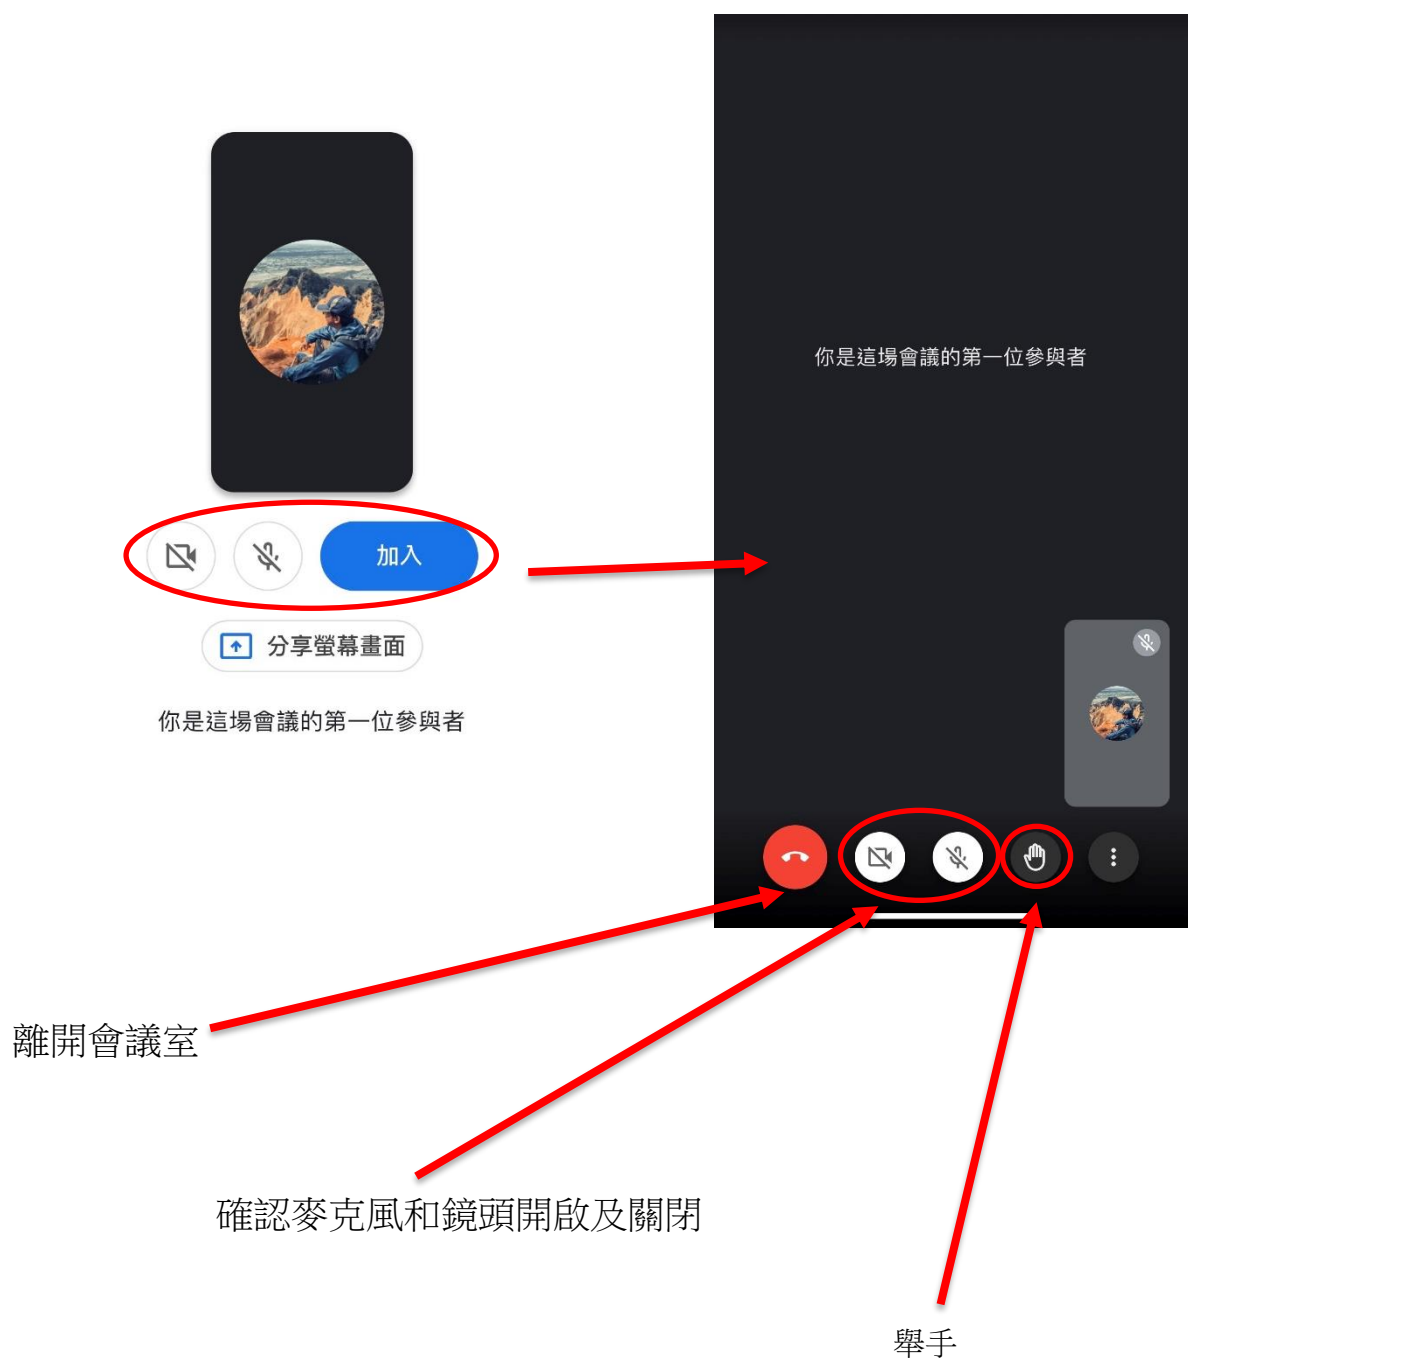 加入
分享螢幕畫面
你是這場會議的第一位參與者
你是這場會議的第一位參與者
離開會議室
確認麥克風和鏡頭開啟及關閉
舉手